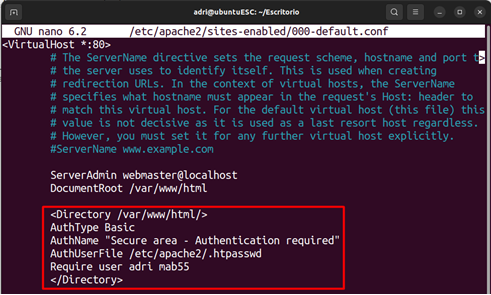 adri@ubuntuESC: ~/Escritorio
GNU nano 6.2 /etc/apache2/sites-enabled/000-default.conf
<VirtualHost *:80>
# The ServerName directive sets the request scheme, hostname and port t>
# the server uses to identify itself. This is used when creating
# redirection URLs. In the context of virtual hosts, the ServerName
# specifies what hostname must appear in the request's Host: header to
# match this virtual host. For the default virtual host (this file) this
# value is not decisive as it is used as a last resort host regardless.
# However, you must set it for any further virtual host explicitly.
#ServerName www.example.com
ServerAdmin webmaster@localhost
DocumentRoot /var/www/html
<Directory /var/www/html/>
AuthType Basic
AuthName "Secure area - Authentication required"
AuthUserFile /etc/apache2/.htpasswd
Require user adri mab55
</Directory>